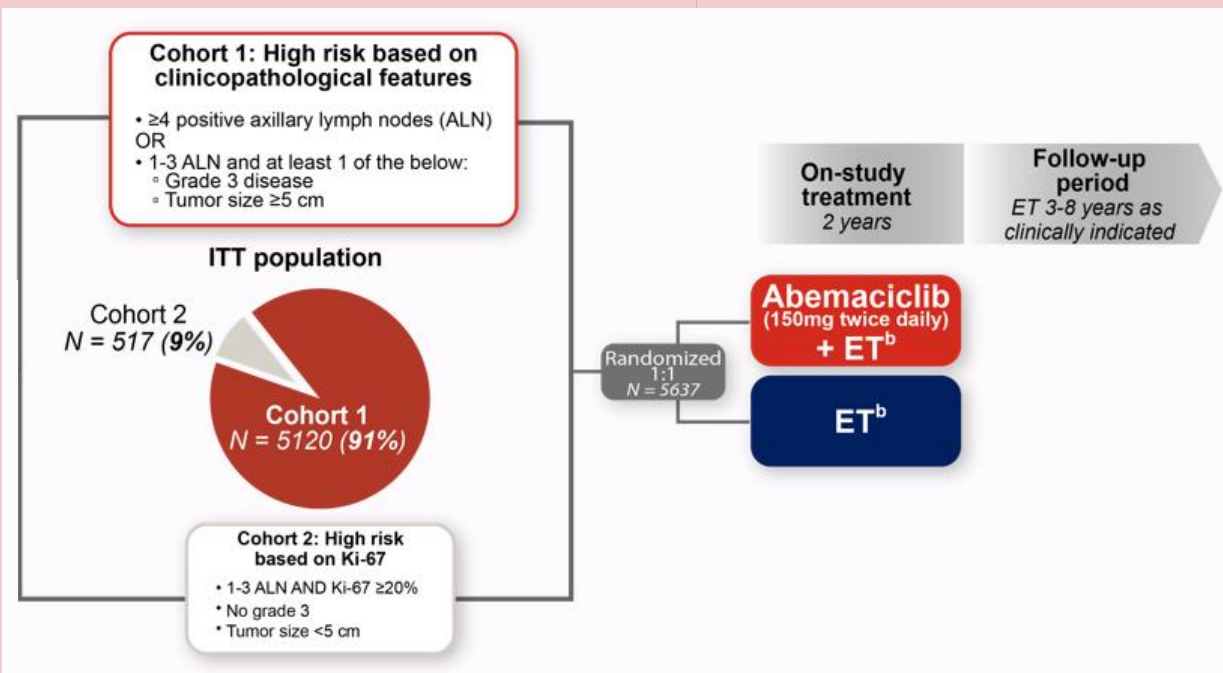 Cohort 1: High risk based on
clinicopathological features
• ≥4 positive axillary lymph nodes (ALN)
OR
• 1-3 ALN and at least 1 of the below:
▫ Grade 3 disease
▫ Tumor size ≥5 cm
ITT population
Cohort 2
N = 517 (9%)
Cohort 1
N = 5120 (91%)
Cohort 2: High risk
based on Ki-67
• 1-3 ALN AND Ki-67 ≥20%
• No grade 3
• Tumor size <5 cm
Randomized
1:1
N = 5637
On-study
treatment
2 years
Follow-up
period
ET 3-8 years as
clinically indicated
Abemaciclib
(150mg twice daily)
+ ETᵇ
ETᵇ